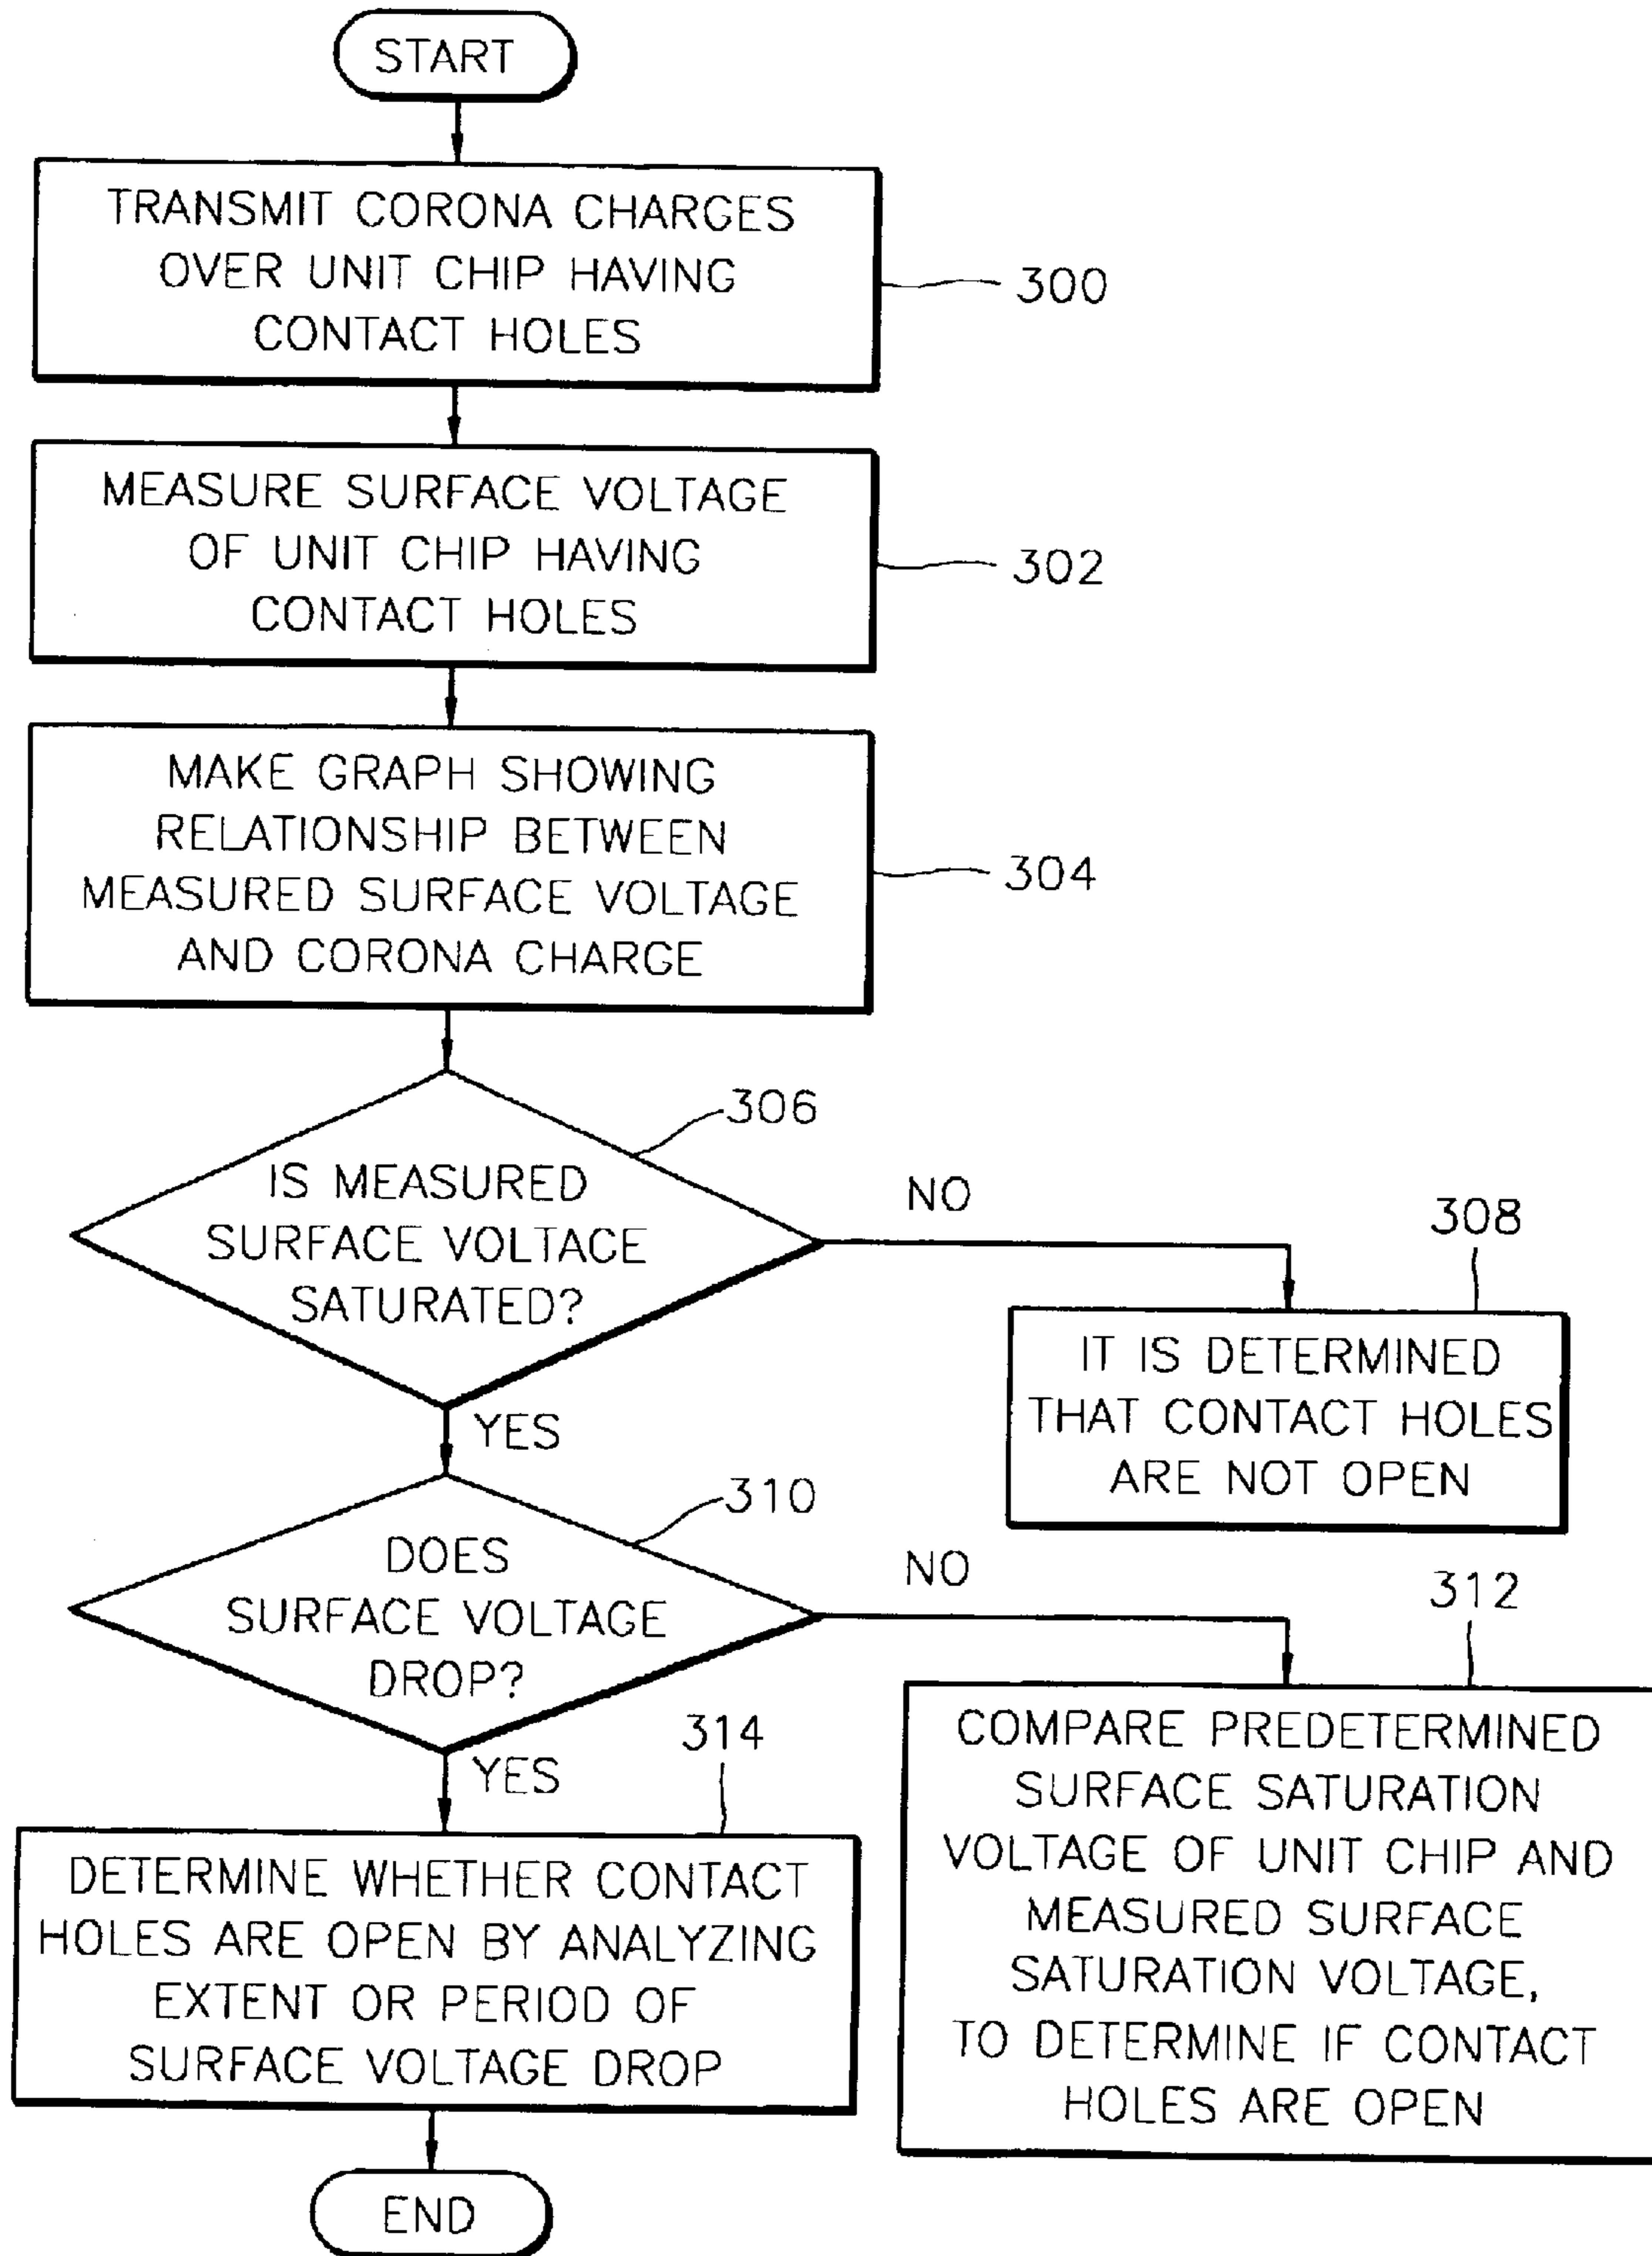 START
TRANSMIT CORONA CHARGES
OVER UNIT CHIP HAVING
CONTACT HOLES
300
MEASURE SURFACE VOLTAGE
OF UNIT CHIP HAVING
CONTACT HOLES
302
MAKE GRAPH SHOWING
RELATIONSHIP BETWEEN
MEASURED SURFACE VOLTAGE
AND CORONA CHARGE
304
306
IS MEASURED
SURFACE VOLTACE
SATURATED?
NO
308
IT IS DETERMINED
THAT CONTACT HOLES
ARE NOT OPEN
YES
310
DOES
SURFACE VOLTAGE
DROP?
NO
312
COMPARE PREDETERMINED
SURFACE SATURATION
VOLTAGE OF UNIT CHIP AND
MEASURED SURFACE
SATURATION VOLTAGE,
TO DETERMINE IF CONTACT
HOLES ARE OPEN
YES
314
DETERMINE WHETHER CONTACT
HOLES ARE OPEN BY ANALYZING
EXTENT OR PERIOD OF
SURFACE VOLTAGE DROP
END